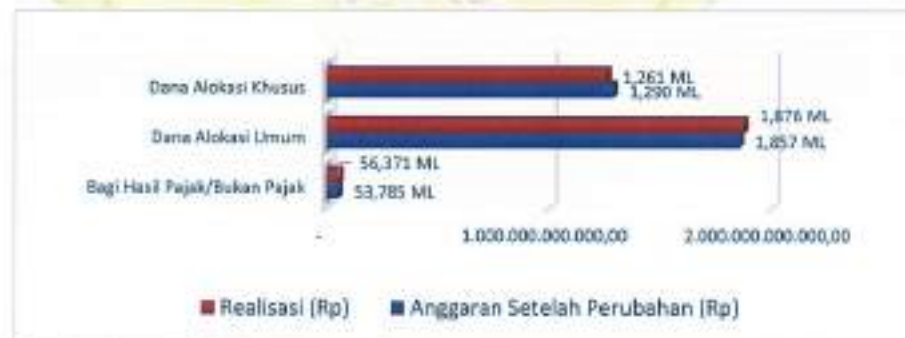 Dana Alokasi Khusus
1,261 ML
1,290 ML
Dana Alokasi Umum
1,876 ML
1,857 ML
Bagi Hasil Pajak/Bukan Pajak
56,371 ML
53,785 ML
-
1.000.000.000.000,00
2.000.000.000.000,00
Realisasi (Rp)
Anggaran Setelah Perubahan (Rp)